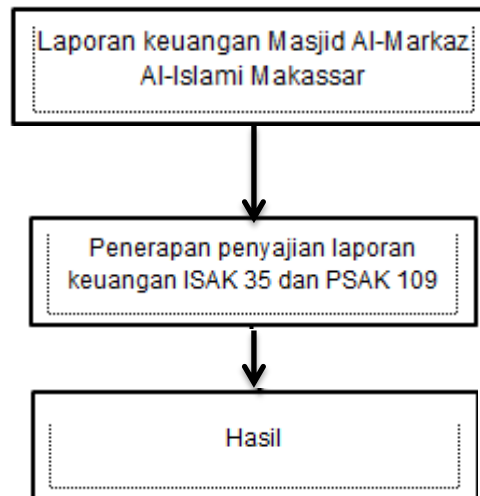 Laporan keuangan Masjid Al-Markaz
Al-Islami Makassar
Penerapan penyajian laporan
keuangan ISAK 35 dan PSAK 109
Hasil